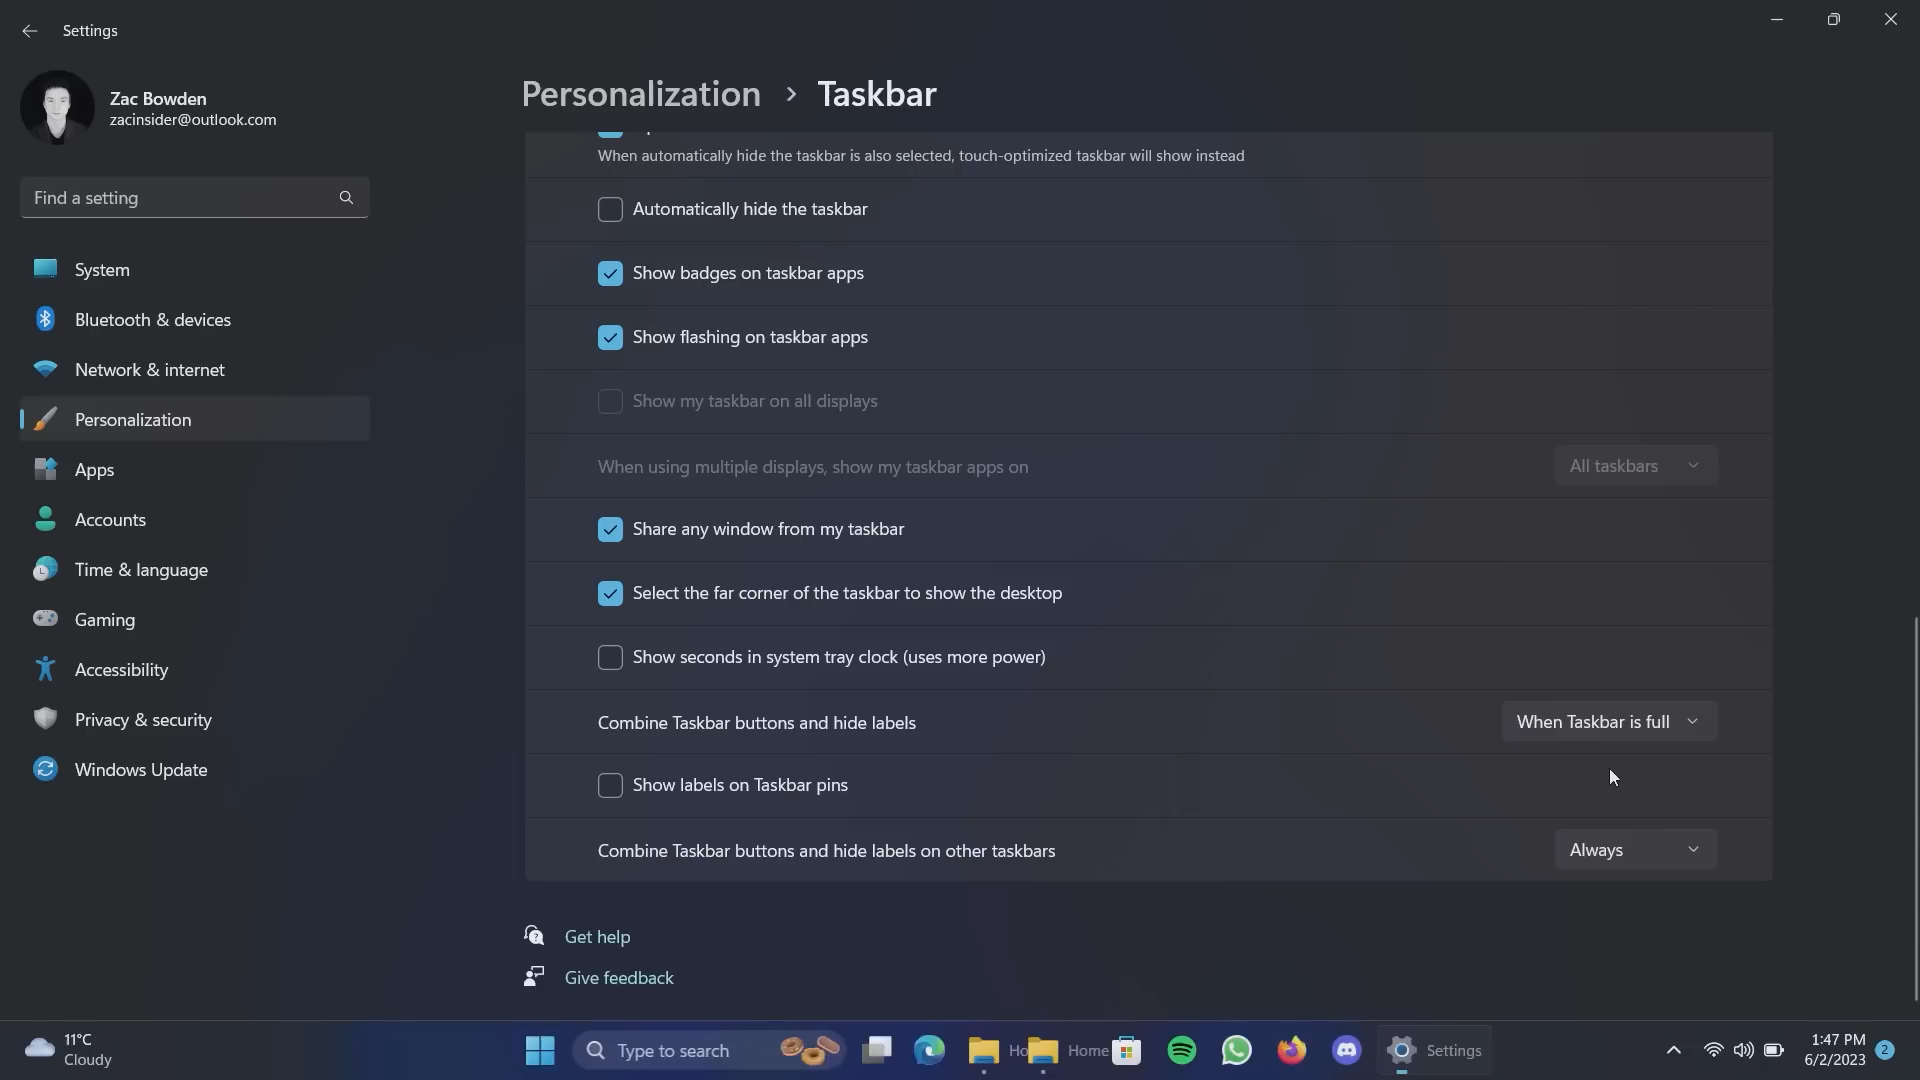 Settings
Zac Bowden
zacinsider@outlook.com
Find a setting
System
Bluetooth & devices
Network & internet
Personalization
Apps
Accounts
Time & language
Gaming
Accessibility
Privacy & security
Windows Update
Personalization > Taskbar
When automatically hide the taskbar is also selected, touch-optimized taskbar will show instead
Automatically hide the taskbar
Show badges on taskbar apps
Show flashing on taskbar apps
Show my taskbar on all displays
When using multiple displays, show my taskbar apps on All taskbars
Share any window from my taskbar
Select the far corner of the taskbar to show the desktop
Show seconds in system tray clock (uses more power)
Combine Taskbar buttons and hide labels When Taskbar is full
Show labels on Taskbar pins
Combine Taskbar buttons and hide labels on other taskbars Always
Get help
Give feedback
11°C
Cloudy
Type to search
Ho
Home
Settings
1:47 PM
6/2/2023
2